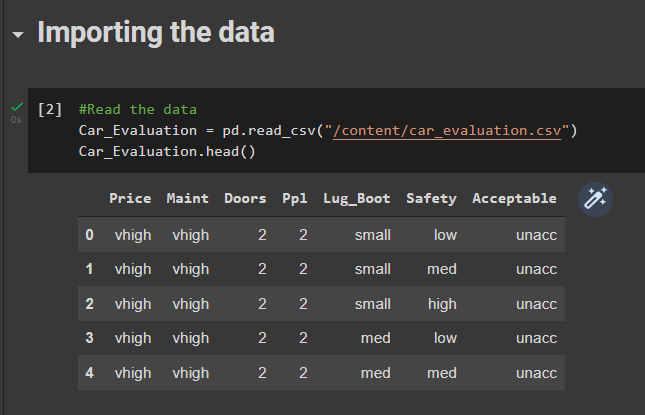 Importing the data
[2] #Read the data
Car_Evaluation = pd.read_csv("/content/car_evaluation.csv")
Car_Evaluation.head()
0s
Price Maint Doors Ppl Lug_Boot Safety Acceptable
0 vhigh vhigh 2 2 small low unacc
1 vhigh vhigh 2 2 small med unacc
2 vhigh vhigh 2 2 small high unacc
3 vhigh vhigh 2 2 med low unacc
4 vhigh vhigh 2 2 med med unacc